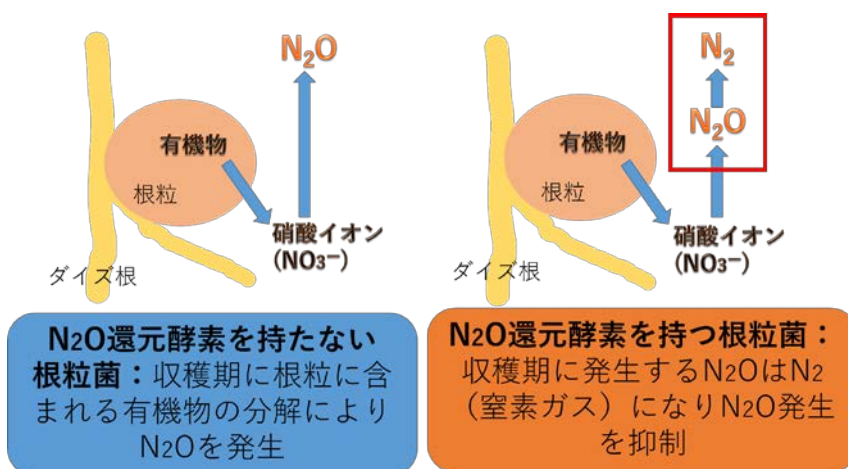 N₂O
有機物
根粒
硝酸イオン
(NO₃⁻)
ダイズ根
N₂O還元酵素を持たない
根粒菌：収穫期に根粒に含
まれる有機物の分解により
N₂Oを発生
N₂
N₂O
有機物
根粒
硝酸イオン
(NO₃⁻)
ダイズ根
N₂O還元酵素を持つ根粒菌：
収穫期に発生するN₂OはN₂
（窒素ガス）になりN₂O発生
を抑制